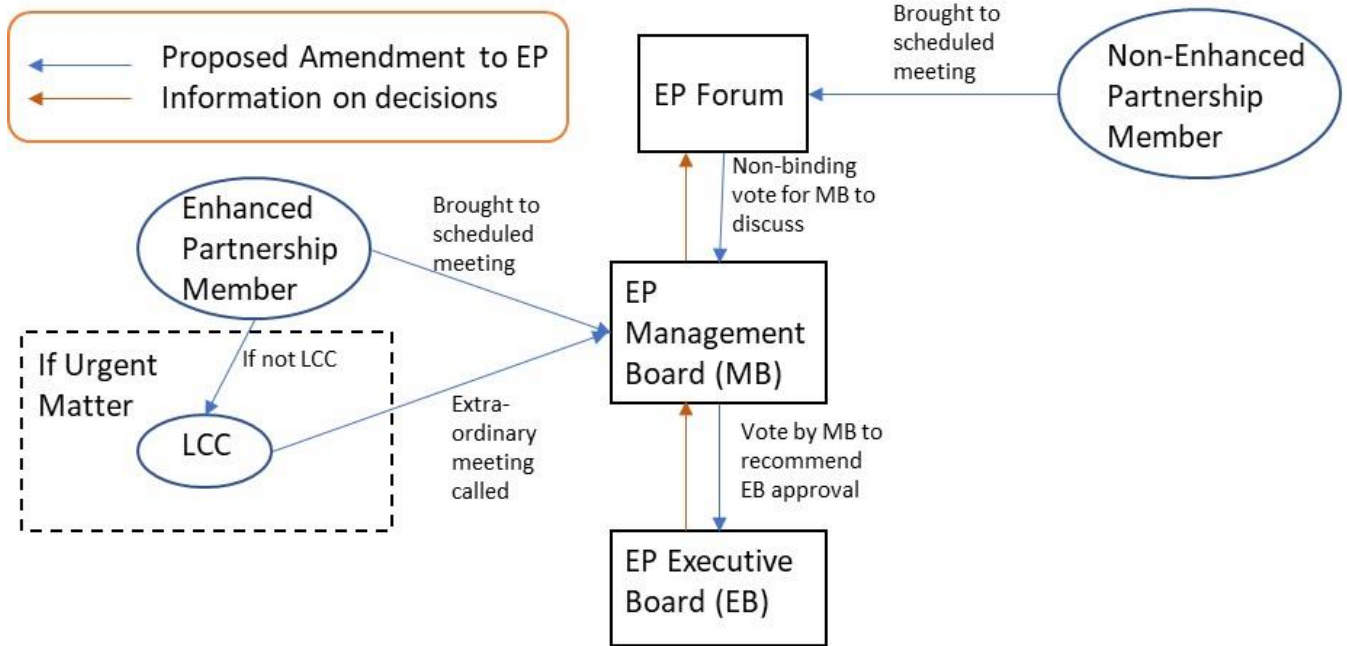 Proposed Amendment to EP
Information on decisions
EP Forum
Brought to
scheduled
meeting
Non-Enhanced
Partnership
Member
Non-binding
vote for MB to
discuss
Enhanced
Partnership
Member
Brought to
scheduled
meeting
EP
Management
Board (MB)
If Urgent
Matter
If not LCC
LCC
Extra-
ordinary
meeting
called
Vote by MB to
recommend
EB approval
EP Executive
Board (EB)